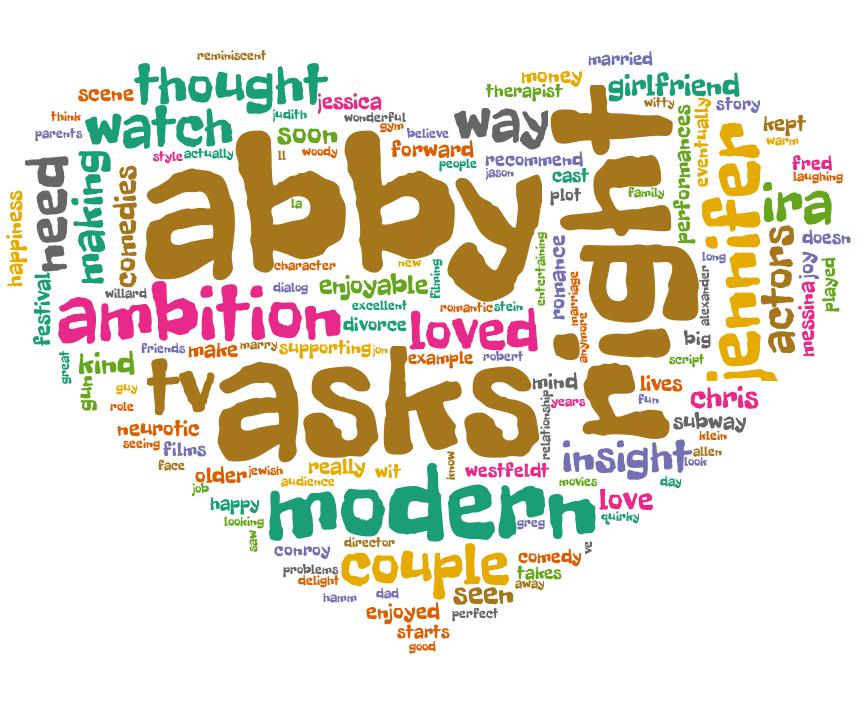 reminiscent
married
thought
money
girlfriend
scene
therapist
jessica
witty
story
think
judith
wonderful
way
performances
eventually
kept
parents
watch
gym
believe
soon
warm
style
actually
ll
woody
forward
people
recommend
jason
cast
fred
laughing
need
making
comedies
abby
la
plot
family
right
jennifer
ira
happiness
character
new
filming
entertaining
romance
marriage
anymore
long
alexander
actors
doesn
joy
messina
played
festival
willard
dialog
enjoyable
excellent
romantic
stein
ambition
divorce
loved
big
script
great
kind
friends
make
marry
supporting
jon
example
robert
gun
guy
tv
asks
mind
years
relationship
lives
fun
chris
role
neurotic
subway
klein
seeing
films
insight
look
allen
face
older
jewish
really
wit
know
westfeldt
movies
day
job
audience
happy
modern
greg
love
quirky
looking
saw
director
conroy
couple
comedy
ve
problems
delight
takes
away
hamm
dad
seen
enjoyed
perfect
starts
good